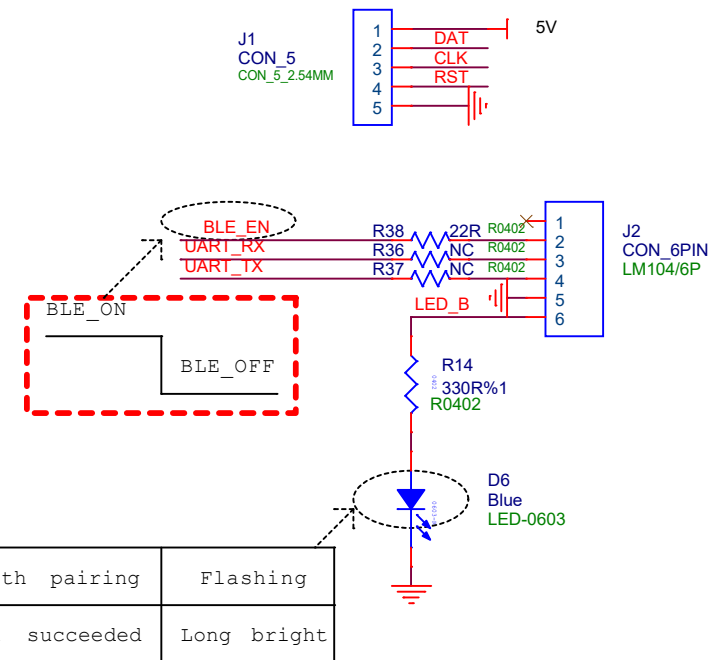 J1
CON_5
CON_5_2.54MM
1
2
3
4
5
5V
DAT
CLK
RST
BLE_EN
UART_RX
UART_TX
R38
R36
R37
22R
NC
NC
R0402
R0402
R0402
1
2
3
4
5
6
J2
CON_6PIN
LM104/6P
LED_B
BLE_ON
BLE_OFF
R14
330R%1
R0402
0402
D6
Blue
LED-0603
th pairing Flashing
succeeded Long bright